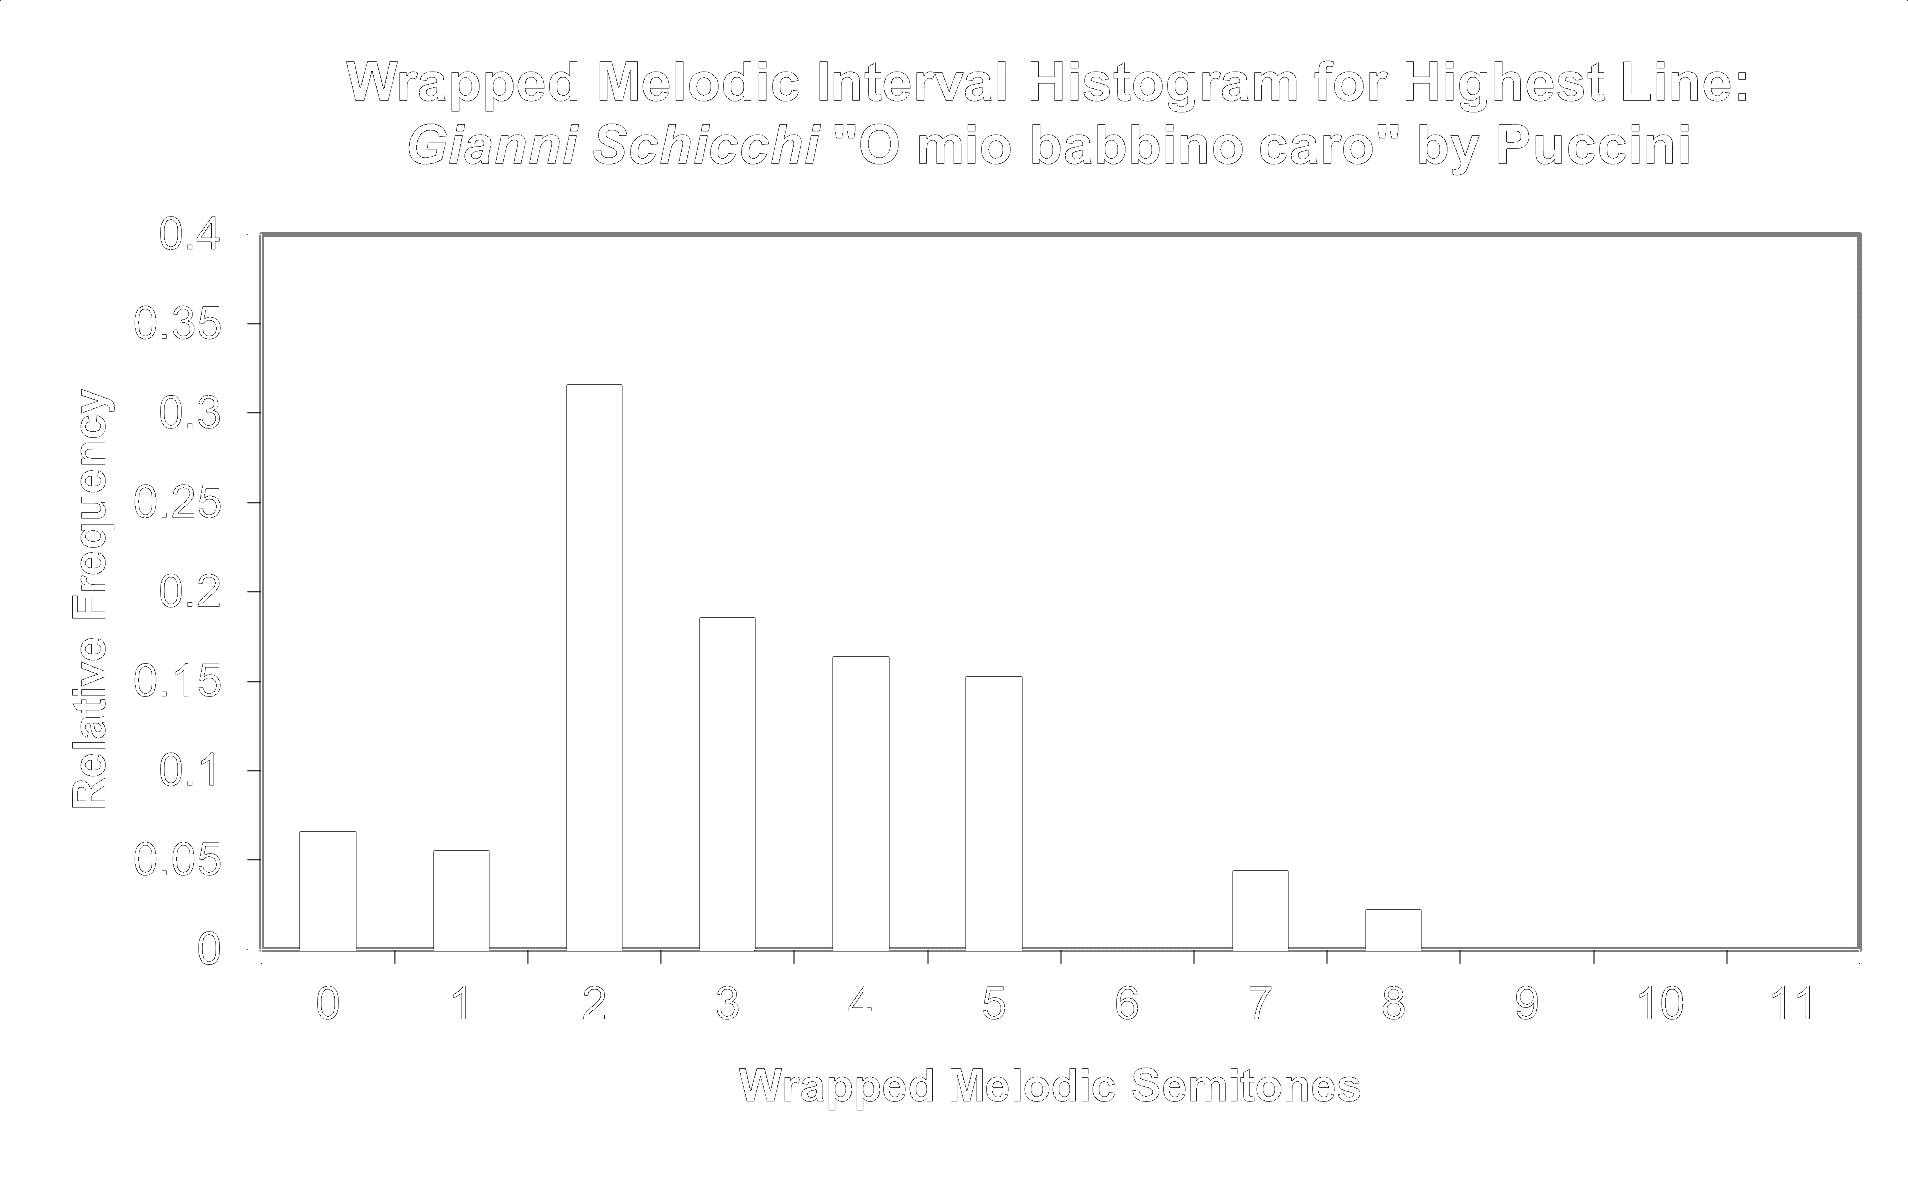 Wrapped Melodic Interval Histogram for Highest Line:
Gianni Schicchi "O mio babbino caro" by Puccini
0.4
0.35
0.3
0.25
0.2
0.15
0.1
0.05
0
Relative Frequency
0 1 2 3 4 5 6 7 8 9 10 11
Wrapped Melodic Semitones